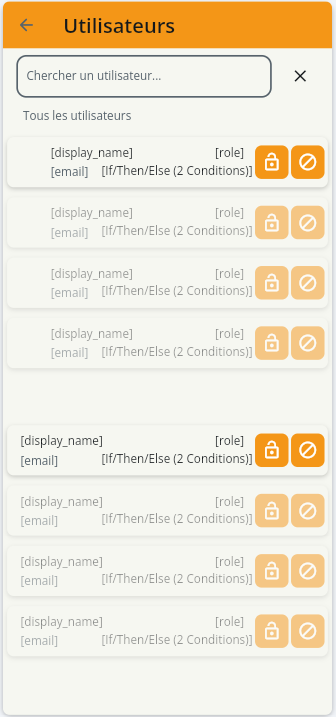 Utilisateurs
Chercher un utilisateur...
Tous les utilisateurs
[display_name] [role]
[email] [If/Then/Else (2 Conditions)]
[display_name] [role]
[email] [If/Then/Else (2 Conditions)]
[display_name] [role]
[email] [If/Then/Else (2 Conditions)]
[display_name] [role]
[email] [If/Then/Else (2 Conditions)]
[display_name] [role]
[email] [If/Then/Else (2 Conditions)]
[display_name] [role]
[email] [If/Then/Else (2 Conditions)]
[display_name] [role]
[email] [If/Then/Else (2 Conditions)]
[display_name] [role]
[email] [If/Then/Else (2 Conditions)]